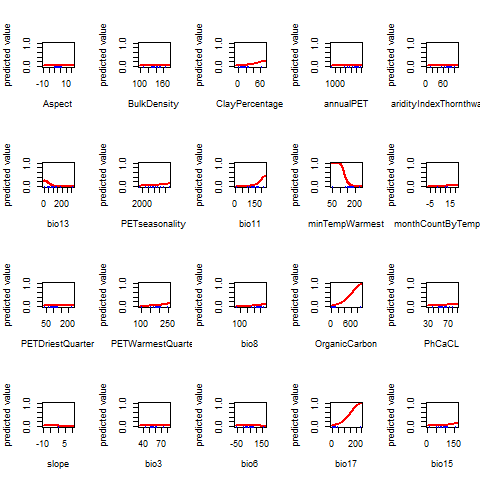 predicted value 0.0 1.0 -10 10 Aspect
predicted value 0.0 1.0 100 160 BulkDensity
predicted value 0.0 1.0 0 60 ClayPercentage
predicted value 0.0 1.0 1000 annualPET
predicted value 0.0 1.0 0 60 aridityIndexThornthwa
predicted value 0.0 1.0 0 200 bio13
predicted value 0.0 1.0 2000 PETseasonality
predicted value 0.0 1.0 0 150 bio11
predicted value 0.0 1.0 50 200 minTempWarmest
predicted value 0.0 1.0 -5 15 monthCountByTemp
predicted value 0.0 1.0 50 200 PETDriestQuarter
predicted value 0.0 1.0 100 250 PETWarmestQuarte
predicted value 0.0 1.0 100 bio8
predicted value 0.0 1.0 0 600 OrganicCarbon
predicted value 0.0 1.0 30 70 PhCaCL
predicted value 0.0 1.0 -10 5 slope
predicted value 0.0 1.0 40 70 bio3
predicted value 0.0 1.0 -50 150 bio6
predicted value 0.0 1.0 0 200 bio17
predicted value 0.0 1.0 0 150 bio15